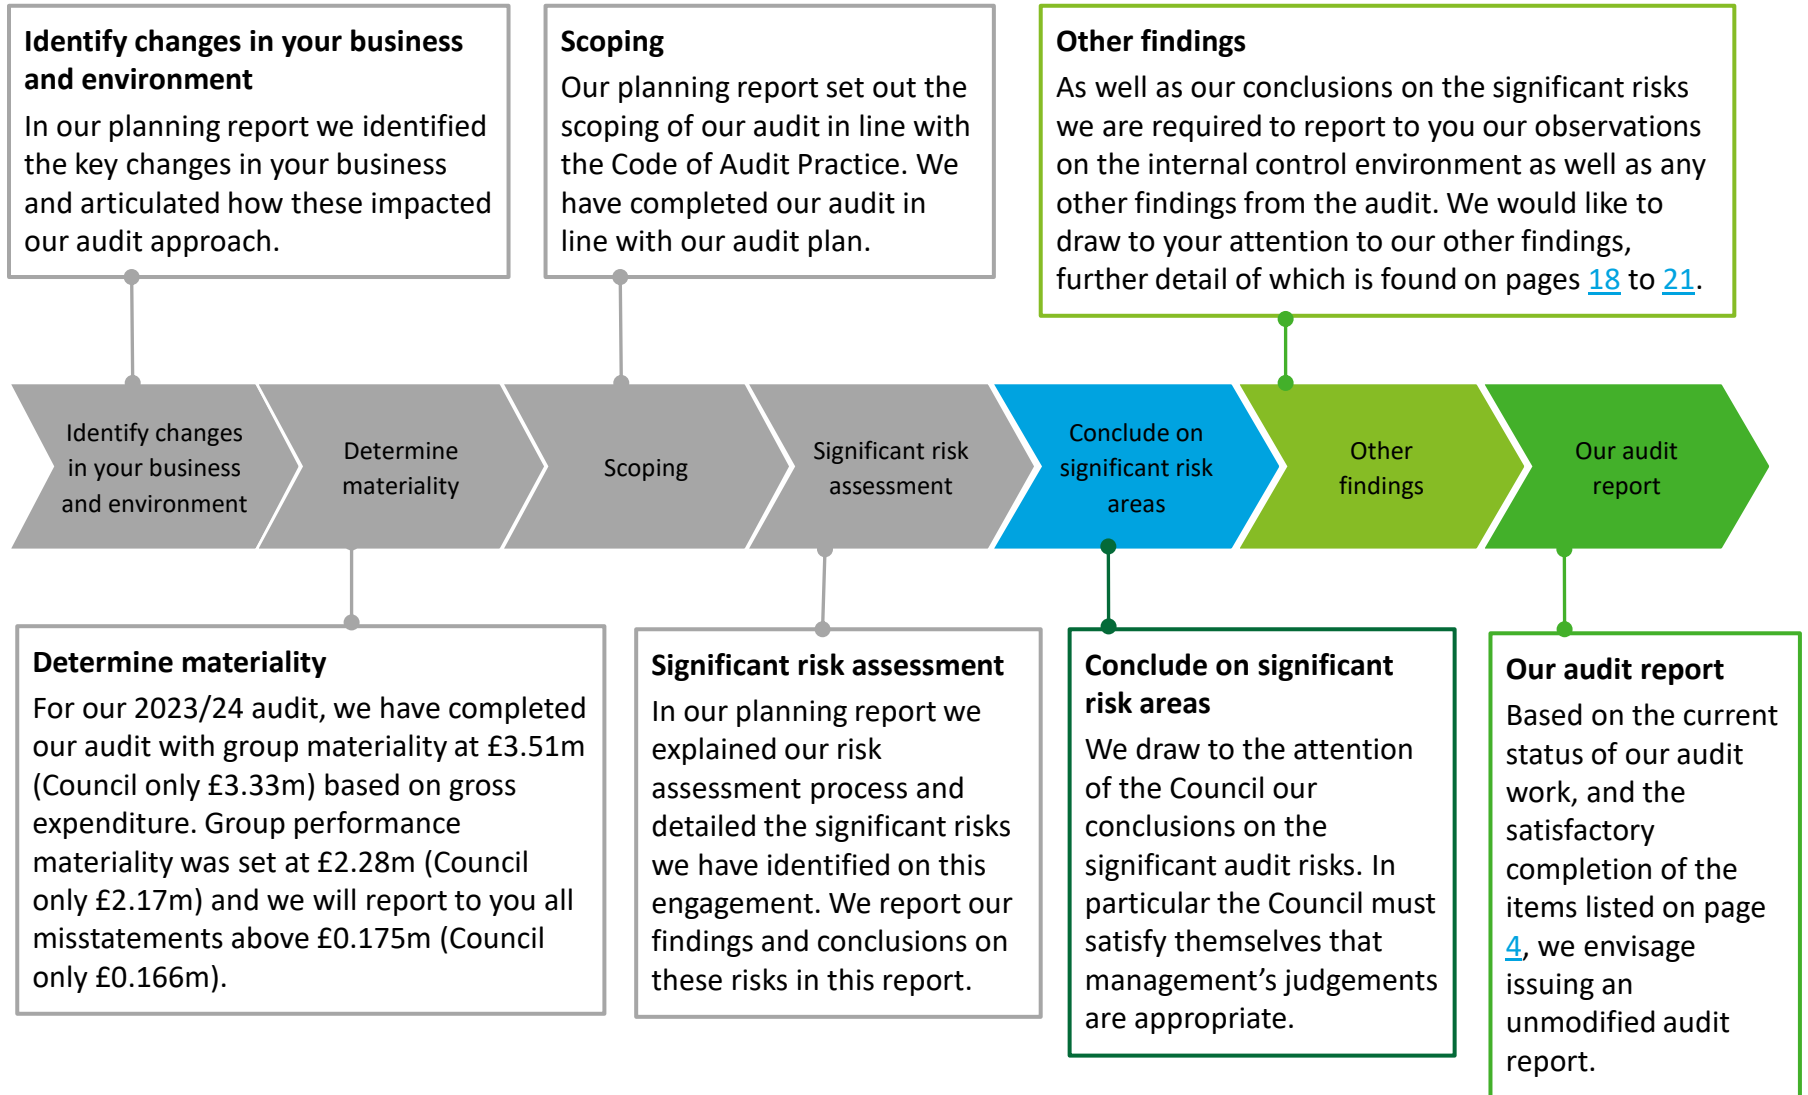 Identify changes in your business
and environment
In our planning report we identified
the key changes in your business
and articulated how these impacted
our audit approach.
Scoping
Our planning report set out the
scoping of our audit in line with
the Code of Audit Practice. We
have completed our audit in
line with our audit plan.
Other findings
As well as our conclusions on the significant risks
we are required to report to you our observations
on the internal control environment as well as any
other findings from the audit. We would like to
draw to your attention to our other findings,
further detail of which is found on pages 18 to 21.
Identify changes
in your business
and environment
Determine
materiality
Scoping
Significant risk
assessment
Conclude on
significant risk
areas
Other
findings
Our audit
report
Determine materiality
For our 2023/24 audit, we have completed
our audit with group materiality at £3.51m
(Council only £3.33m) based on gross
expenditure. Group performance
materiality was set at £2.28m (Council
only £2.17m) and we will report to you all
misstatements above £0.175m (Council
only £0.166m).
Significant risk assessment
In our planning report we
explained our risk
assessment process and
detailed the significant risks
we have identified on this
engagement. We report our
findings and conclusions on
these risks in this report.
Conclude on significant
risk areas
We draw to the attention
of the Council our
conclusions on the
significant audit risks. In
particular the Council must
satisfy themselves that
management’s judgements
are appropriate.
Our audit report
Based on the current
status of our audit
work, and the
satisfactory
completion of the
items listed on page
4, we envisage
issuing an
unmodified audit
report.